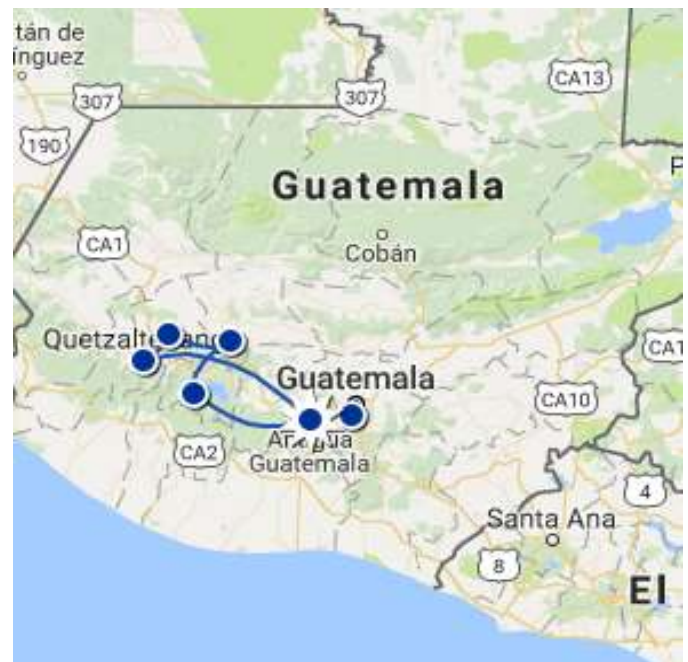 tán de
ínguez
307
307
CA13
190
P
Guatemala
Cobán
CA1
Quetzalte
CA1
Guatemala
CA10
CA2
Guatemala
4
Santa Ana
8
El